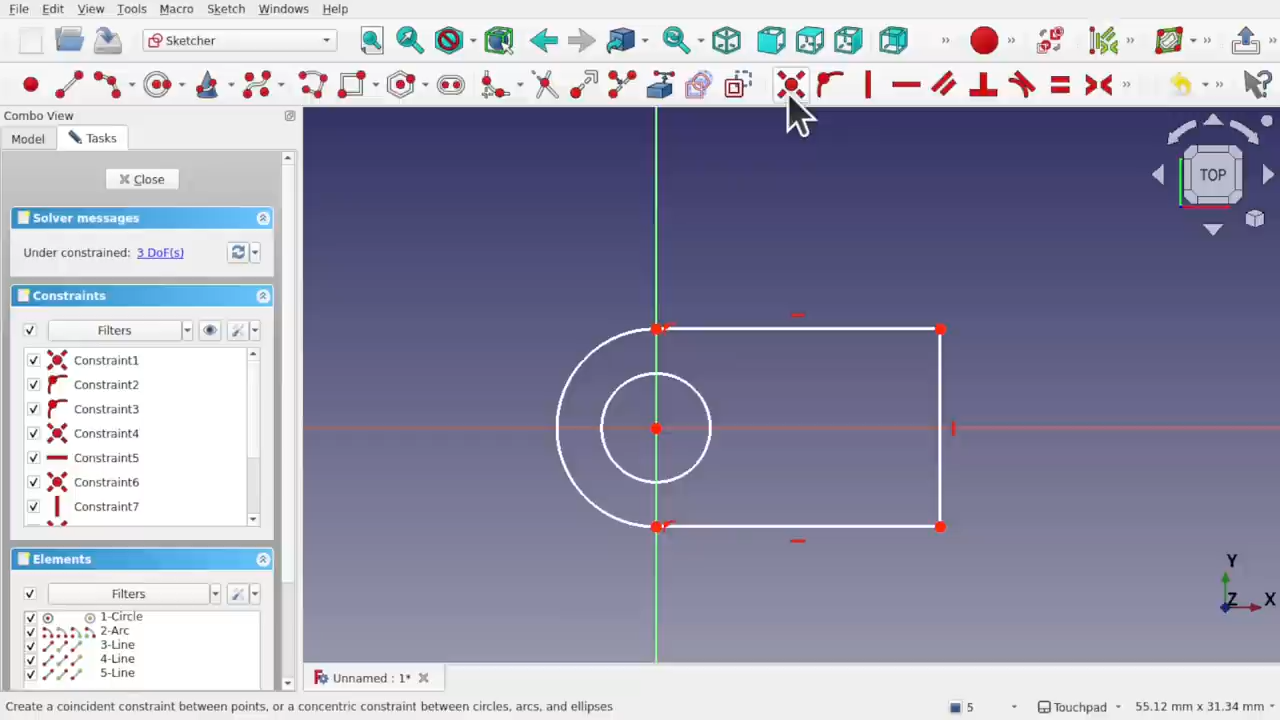 File Edit View Tools Macro Sketch Windows Help
Sketcher
Combo View
Model Tasks
Close
Solver messages
Under constrained: 3 DoF(s)
Constraints
Filters
Constraint1
Constraint2
Constraint3
Constraint4
Constraint5
Constraint6
Constraint7
Elements
Filters
1-Circle
2-Arc
3-Line
4-Line
5-Line
TOP
Y
Z X
Unnamed : 1*
Create a coincident constraint between points, or a concentric constraint between circles, arcs, and ellipses
5 Touchpad 55.12 mm x 31.34 mm